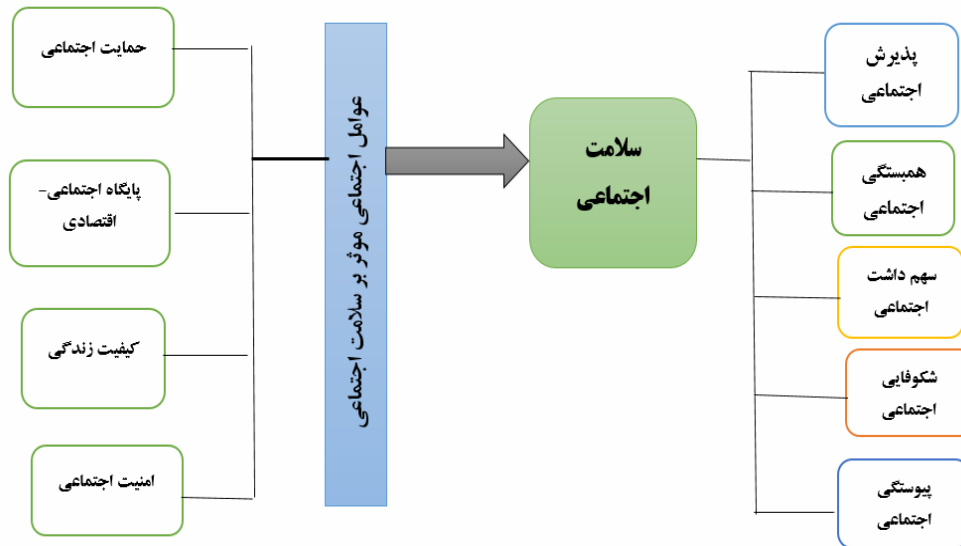 حمایت اجتماعی
پایگاه اجتماعی-
اقتصادی
کیفیت زندگی
امنیت اجتماعی
عوامل اجتماعی موثر بر سلامت اجتماعی
سلامت
اجتماعی
پذیرش
اجتماعی
همبستگی
اجتماعی
سهم داشت
اجتماعی
شکوفایی
اجتماعی
پیوستگی
اجتماعی